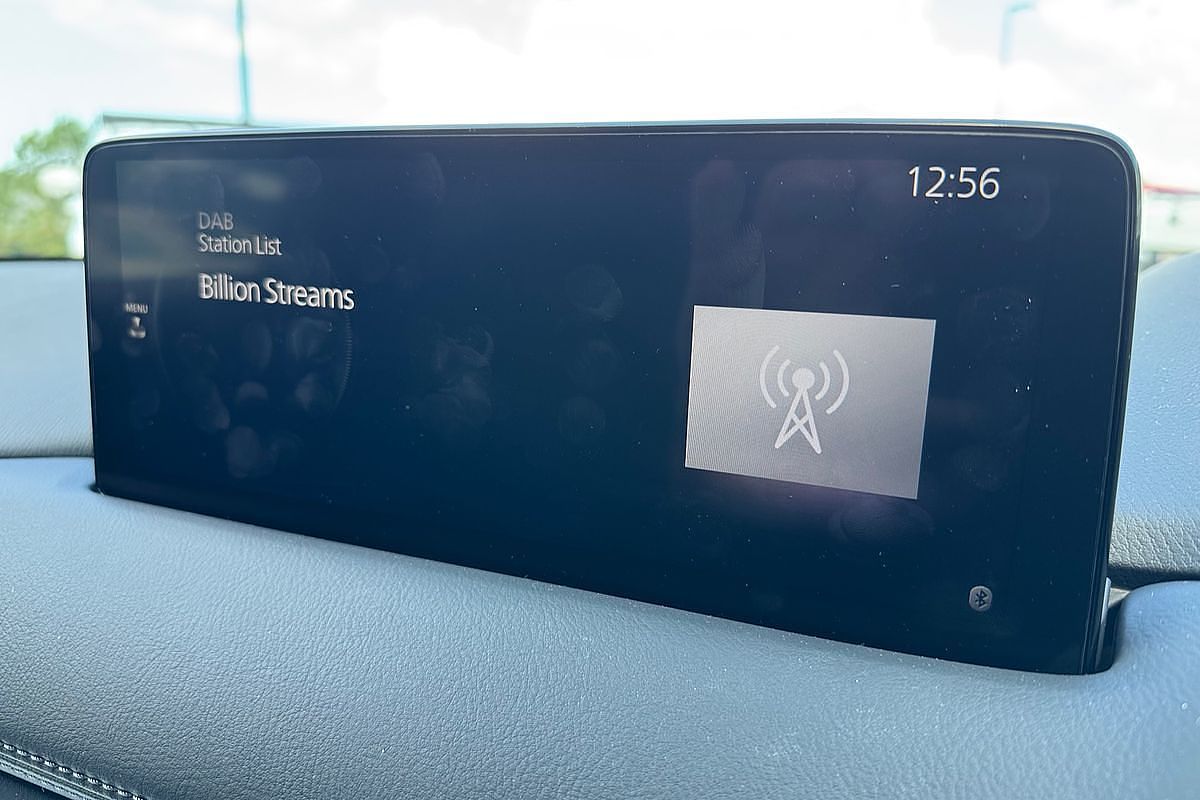 12:56
DAB
Station List
Billion Streams
MENU